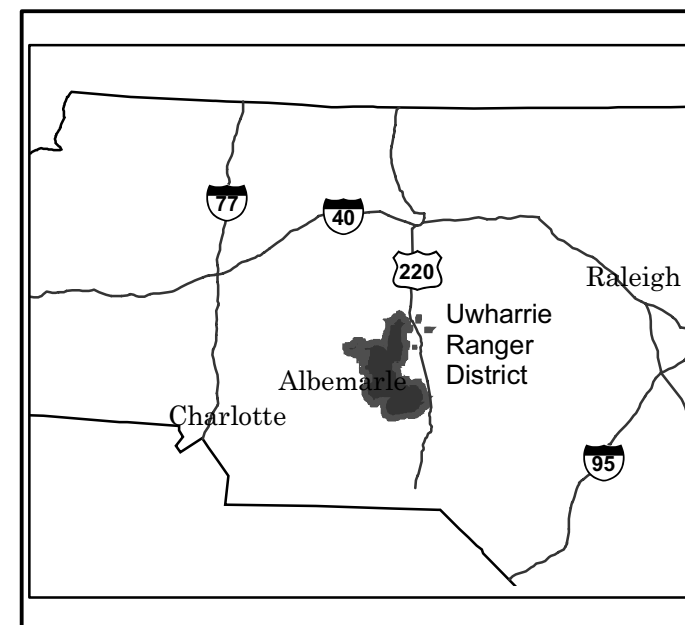 77
40
220
Raleigh
Uwharrie
Ranger
District
Albemarle
Charlotte
95